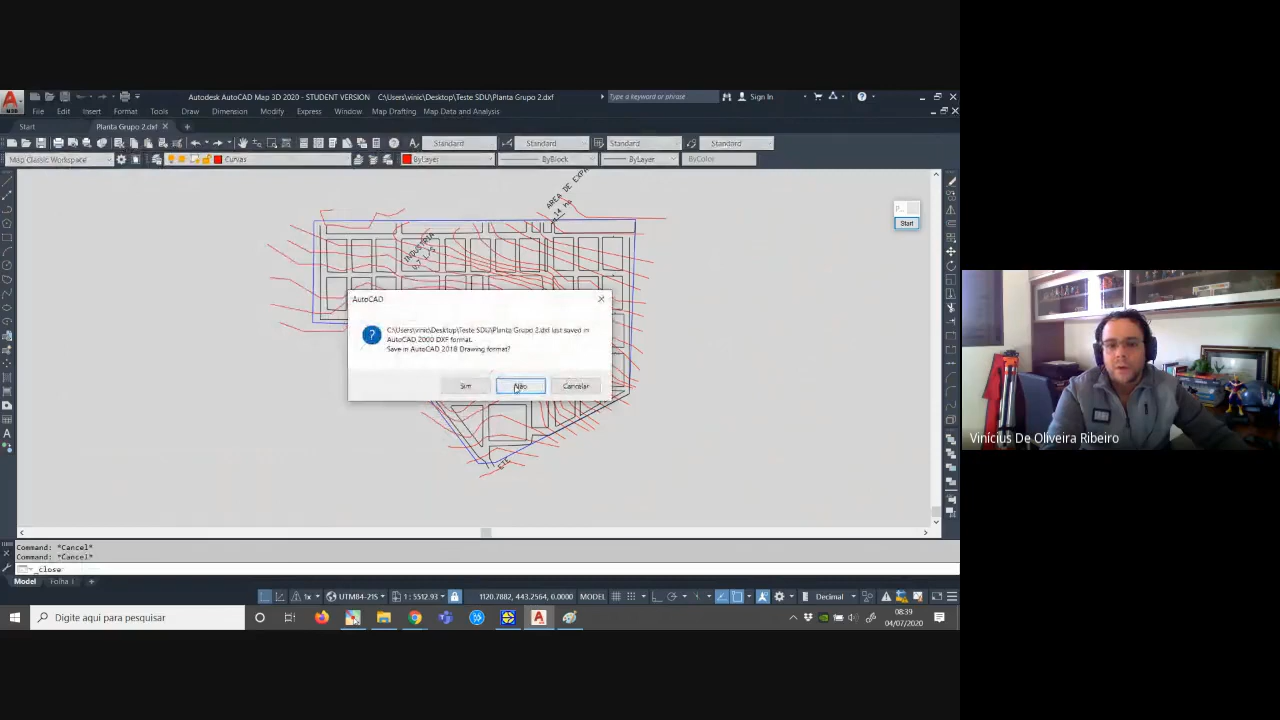 Autodesk AutoCAD Map 3D 2020 - STUDENT VERSION C:\Users\vinic\Desktop\Teste SDU\Planta Grupo 2.dxf
Type a keyword or phrase
Sign In
File Edit View Insert Format Tools Draw Dimension Modify Express Window Map Drafting Map Data and Analysis
Start
Planta Grupo 2.dxf
Standard
Standard
Standard
Standard
Map Classic Workspace
Curvas
ByLayer
ByBlock
ByLayer
ByColor
AREA DE
14 ha
INDUSTRIA
P...
Start
AutoCAD
C:\Users\vinic\Desktop\Teste SDU\Planta Grupo 2.dxf last saved in
AutoCAD 2000 DXF format.
Save in AutoCAD 2018 Drawing format?
Sim
Não
Cancelar
ETE
Vinícius De Oliveira Ribeiro
Command: *Cancel*
Command: *Cancel*
_close
Model
Folha 1
1x
UTM84-21S
1 : 5512.93
1120.7882, 443.2564, 0.0000
MODEL
Decimal
Digite aqui para pesquisar
08:39
04/07/2020